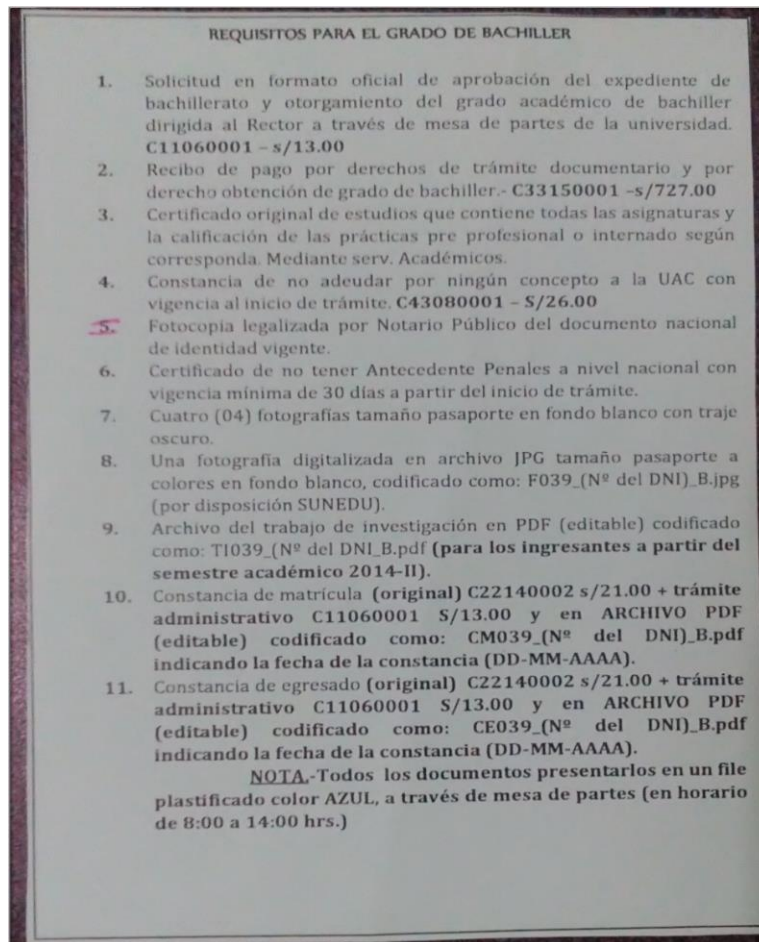 REQUISITOS PARA EL GRADO DE BACHILLER
1. Solicitud en formato oficial de aprobación del expediente de
bachillerato y otorgamiento del grado académico de bachiller
dirigida al Rector a través de mesa de partes de la universidad.
C11060001 – s/13.00
2. Recibo de pago por derechos de trámite documentario y por
derecho obtención de grado de bachiller.- C33150001 –s/727.00
3. Certificado original de estudios que contiene todas las asignaturas y
la calificación de las prácticas pre profesional o internado según
corresponda. Mediante serv. Académicos.
4. Constancia de no adeudar por ningún concepto a la UAC con
vigencia al inicio de trámite. C43080001 – S/26.00
5. Fotocopia legalizada por Notario Público del documento nacional
de identidad vigente.
6. Certificado de no tener Antecedente Penales a nivel nacional con
vigencia mínima de 30 días a partir del inicio de trámite.
7. Cuatro (04) fotografías tamaño pasaporte en fondo blanco con traje
oscuro.
8. Una fotografía digitalizada en archivo JPG tamaño pasaporte a
colores en fondo blanco, codificado como: F039_(Nº del DNI)_B.jpg
(por disposición SUNEDU).
9. Archivo del trabajo de investigación en PDF (editable) codificado
como: TI039_(Nº del DNI_B.pdf (para los ingresantes a partir del
semestre académico 2014-II).
10. Constancia de matrícula (original) C22140002 s/21.00 + trámite
administrativo C11060001 S/13.00 y en ARCHIVO PDF
(editable) codificado como: CM039_(Nº del DNI)_B.pdf
indicando la fecha de la constancia (DD-MM-AAAA).
11. Constancia de egresado (original) C22140002 s/21.00 + trámite
administrativo C11060001 S/13.00 y en ARCHIVO PDF
(editable) codificado como: CE039_(Nº del DNI)_B.pdf
indicando la fecha de la constancia (DD-MM-AAAA).
NOTA.-Todos los documentos presentarlos en un file
plastificado color AZUL, a través de mesa de partes (en horario
de 8:00 a 14:00 hrs.)